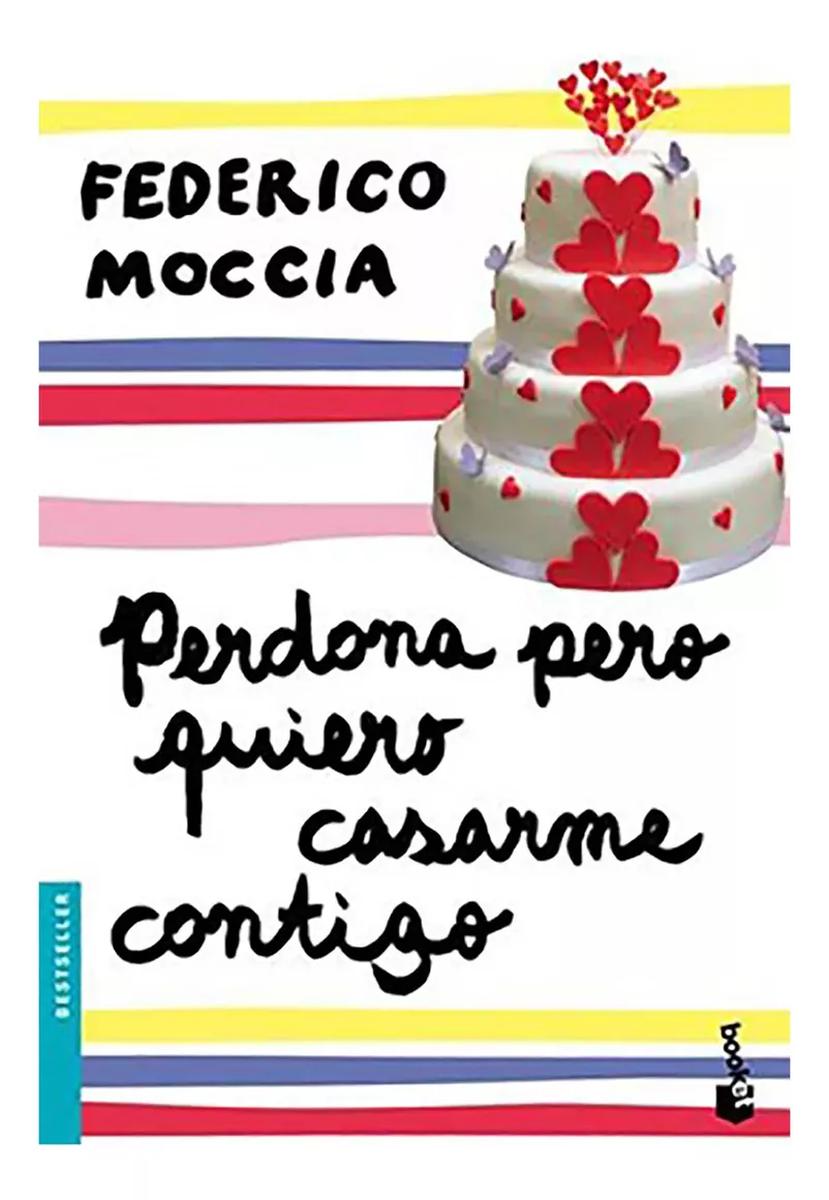 FEDERICO
MOCCIA
Perdona pero
quiero
casarme
contigo
BESTSELLER
booket